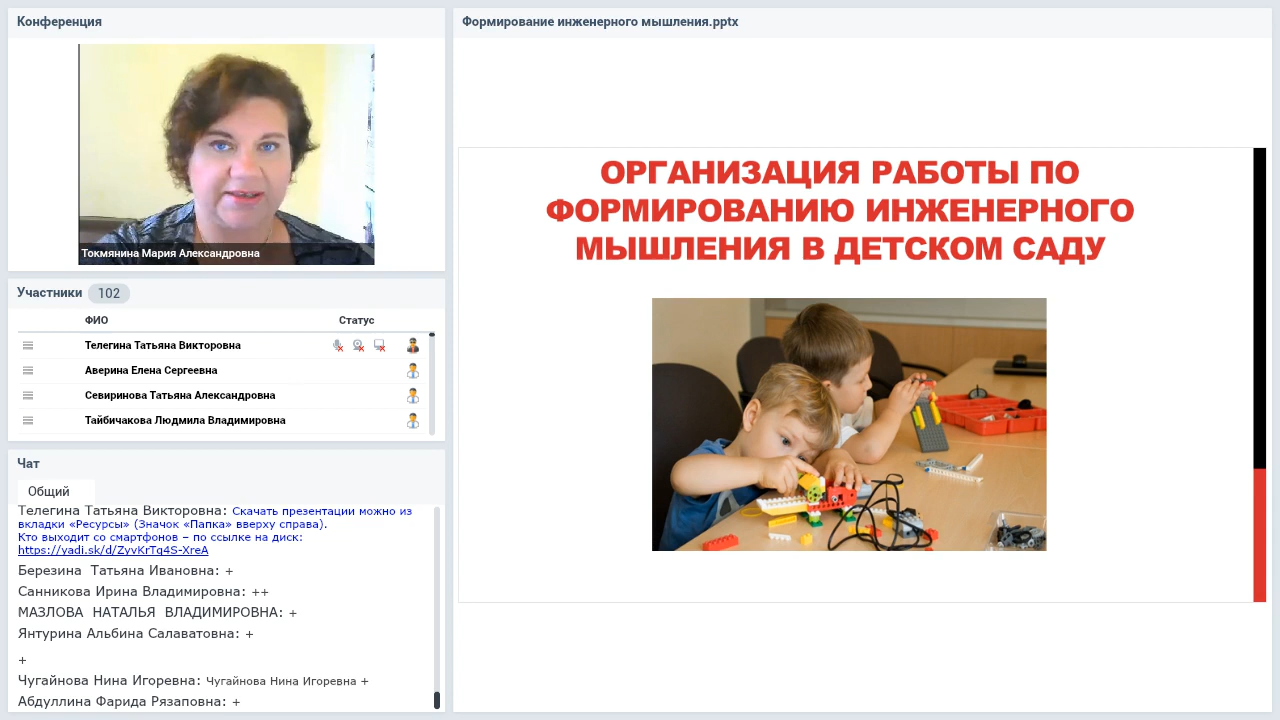 Конференция
Токмянина Мария Александровна
Участники 102
ФИО Статус
Телегина Татьяна Викторовна
Аверина Елена Сергеевна
Севиринова Татьяна Александровна
Тайбичакова Людмила Владимировна
Чат
Общий
Телегина Татьяна Викторовна: Скачать презентации можно из
вкладки «Ресурсы» (Значок «Папка» вверху справа).
Кто выходит со смартфонов – по ссылке на диск:
https://yadi.sk/d/ZyvKrTq4S-XreA
Березина Татьяна Ивановна: +
Санникова Ирина Владимировна: ++
МАЗЛОВА НАТАЛЬЯ ВЛАДИМИРОВНА: +
Янтурина Альбина Салаватовна: +
+
Чугайнова Нина Игоревна: Чугайнова Нина Игоревна +
Абдуллина Фарида Рязаповна: +
Формирование инженерного мышления.pptx
ОРГАНИЗАЦИЯ РАБОТЫ ПО
ФОРМИРОВАНИЮ ИНЖЕНЕРНОГО
МЫШЛЕНИЯ В ДЕТСКОМ САДУ